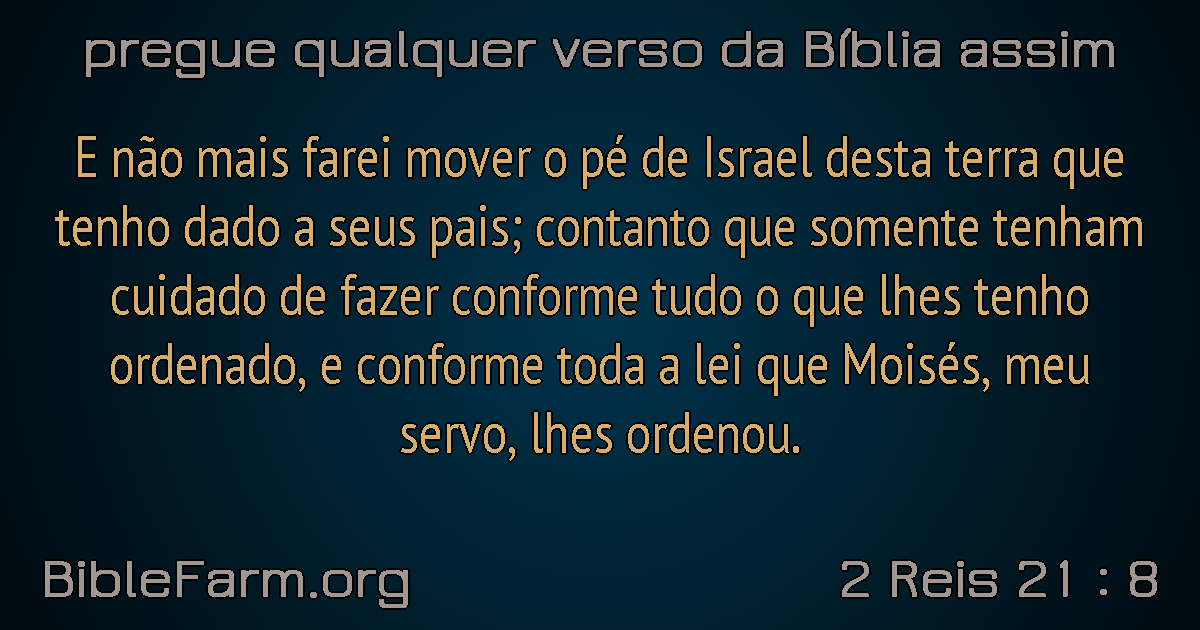 pregue qualquer verso da Bíblia assim
E não mais farei mover o pé de Israel desta terra que
tenho dado a seus pais; contanto que somente tenham
cuidado de fazer conforme tudo o que lhes tenho
ordenado, e conforme toda a lei que Moisés, meu
servo, lhes ordenou.
BibleFarm.org
2 Reis 21 : 8